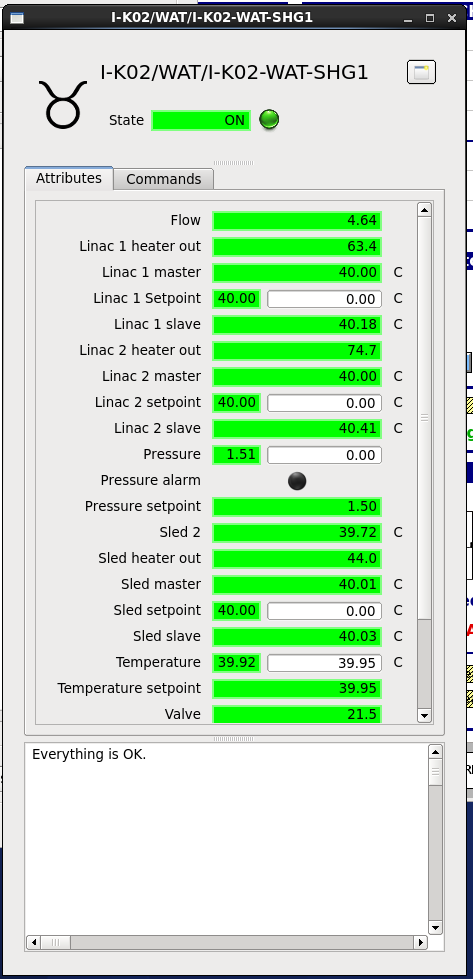 I-K02/WAT/I-K02-WAT-SHG1
I-K02/WAT/I-K02-WAT-SHG1
State ON
Attributes Commands
Flow 4.64
Linac 1 heater out 63.4
Linac 1 master 40.00 C
Linac 1 Setpoint 40.00 0.00 C
Linac 1 slave 40.18 C
Linac 2 heater out 74.7
Linac 2 master 40.00 C
Linac 2 setpoint 40.00 0.00 C
Linac 2 slave 40.41 C
Pressure 1.51 0.00
Pressure alarm
Pressure setpoint 1.50
Sled 2 39.72 C
Sled heater out 44.0
Sled master 40.01 C
Sled setpoint 40.00 0.00 C
Sled slave 40.03 C
Temperature 39.92 39.95 C
Temperature setpoint 39.95
Valve 21.5
Everything is OK.